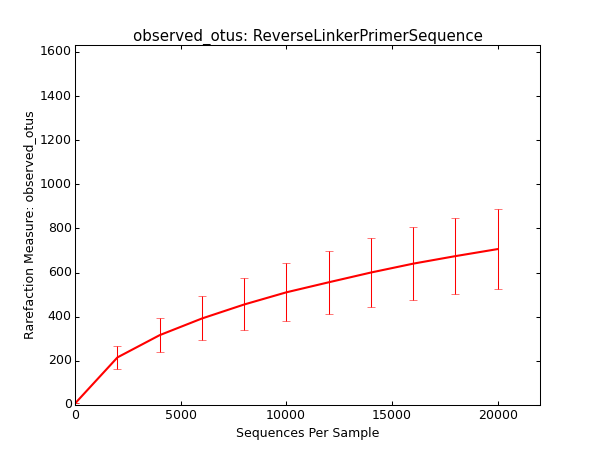 observed_otus: ReverseLinkerPrimerSequence
1600
1400
1200
1000
800
600
400
200
0
Rarefaction Measure: observed_otus
0 5000 10000 15000 20000
Sequences Per Sample